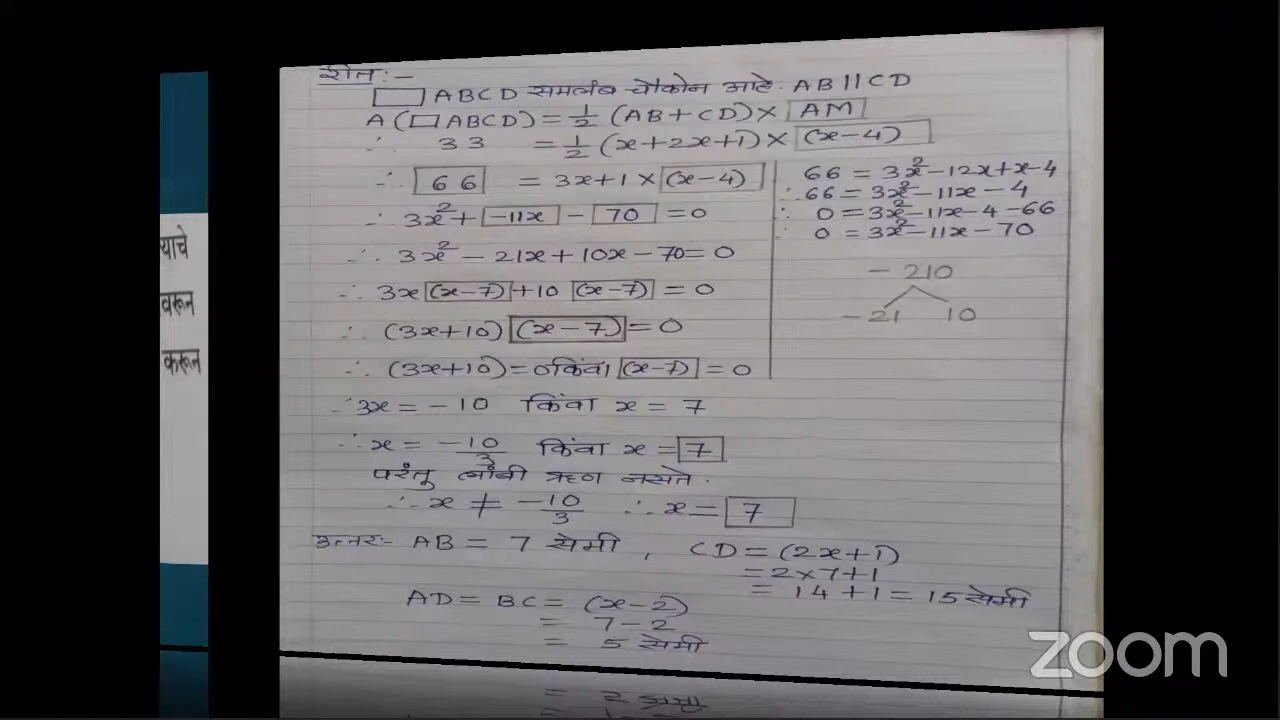 रीत :-
□ ABCD समलंब चौकोन आहे. AB || CD
A (□ABCD) = 1/2 (AB + CD) × AM
∴ 33 = 1/2 (x+2x+1) × (x-4)
∴ 66 = 3x+1 × (x-4)
∴ 3x² + -11x - 70 = 0
∴ 3x² - 21x + 10x - 70 = 0
∴ 3x (x-7) + 10 (x-7) = 0
∴ (3x+10) (x-7) = 0
∴ (3x+10) = 0 किंवा (x-7) = 0
∴ 3x = -10 किंवा x = 7
∴ x = -10/3 किंवा x = 7
परंतू लांबी ऋण नसते.
∴ x ≠ -10/3 ∴ x = 7
उत्तर:- AB = 7 सेमी , CD = (2x+1)
= 2×7+1
= 14 + 1 = 15 सेमी
AD = BC = (x-2)
= 7-2
= 5 सेमी
66 = 3x² - 12x + x - 4
∴ 66 = 3x² - 11x - 4
∴ 0 = 3x² - 11x - 4 - 66
∴ 0 = 3x² - 11x - 70
- 210
- 21 10
याचे
वरून
करून
zoom